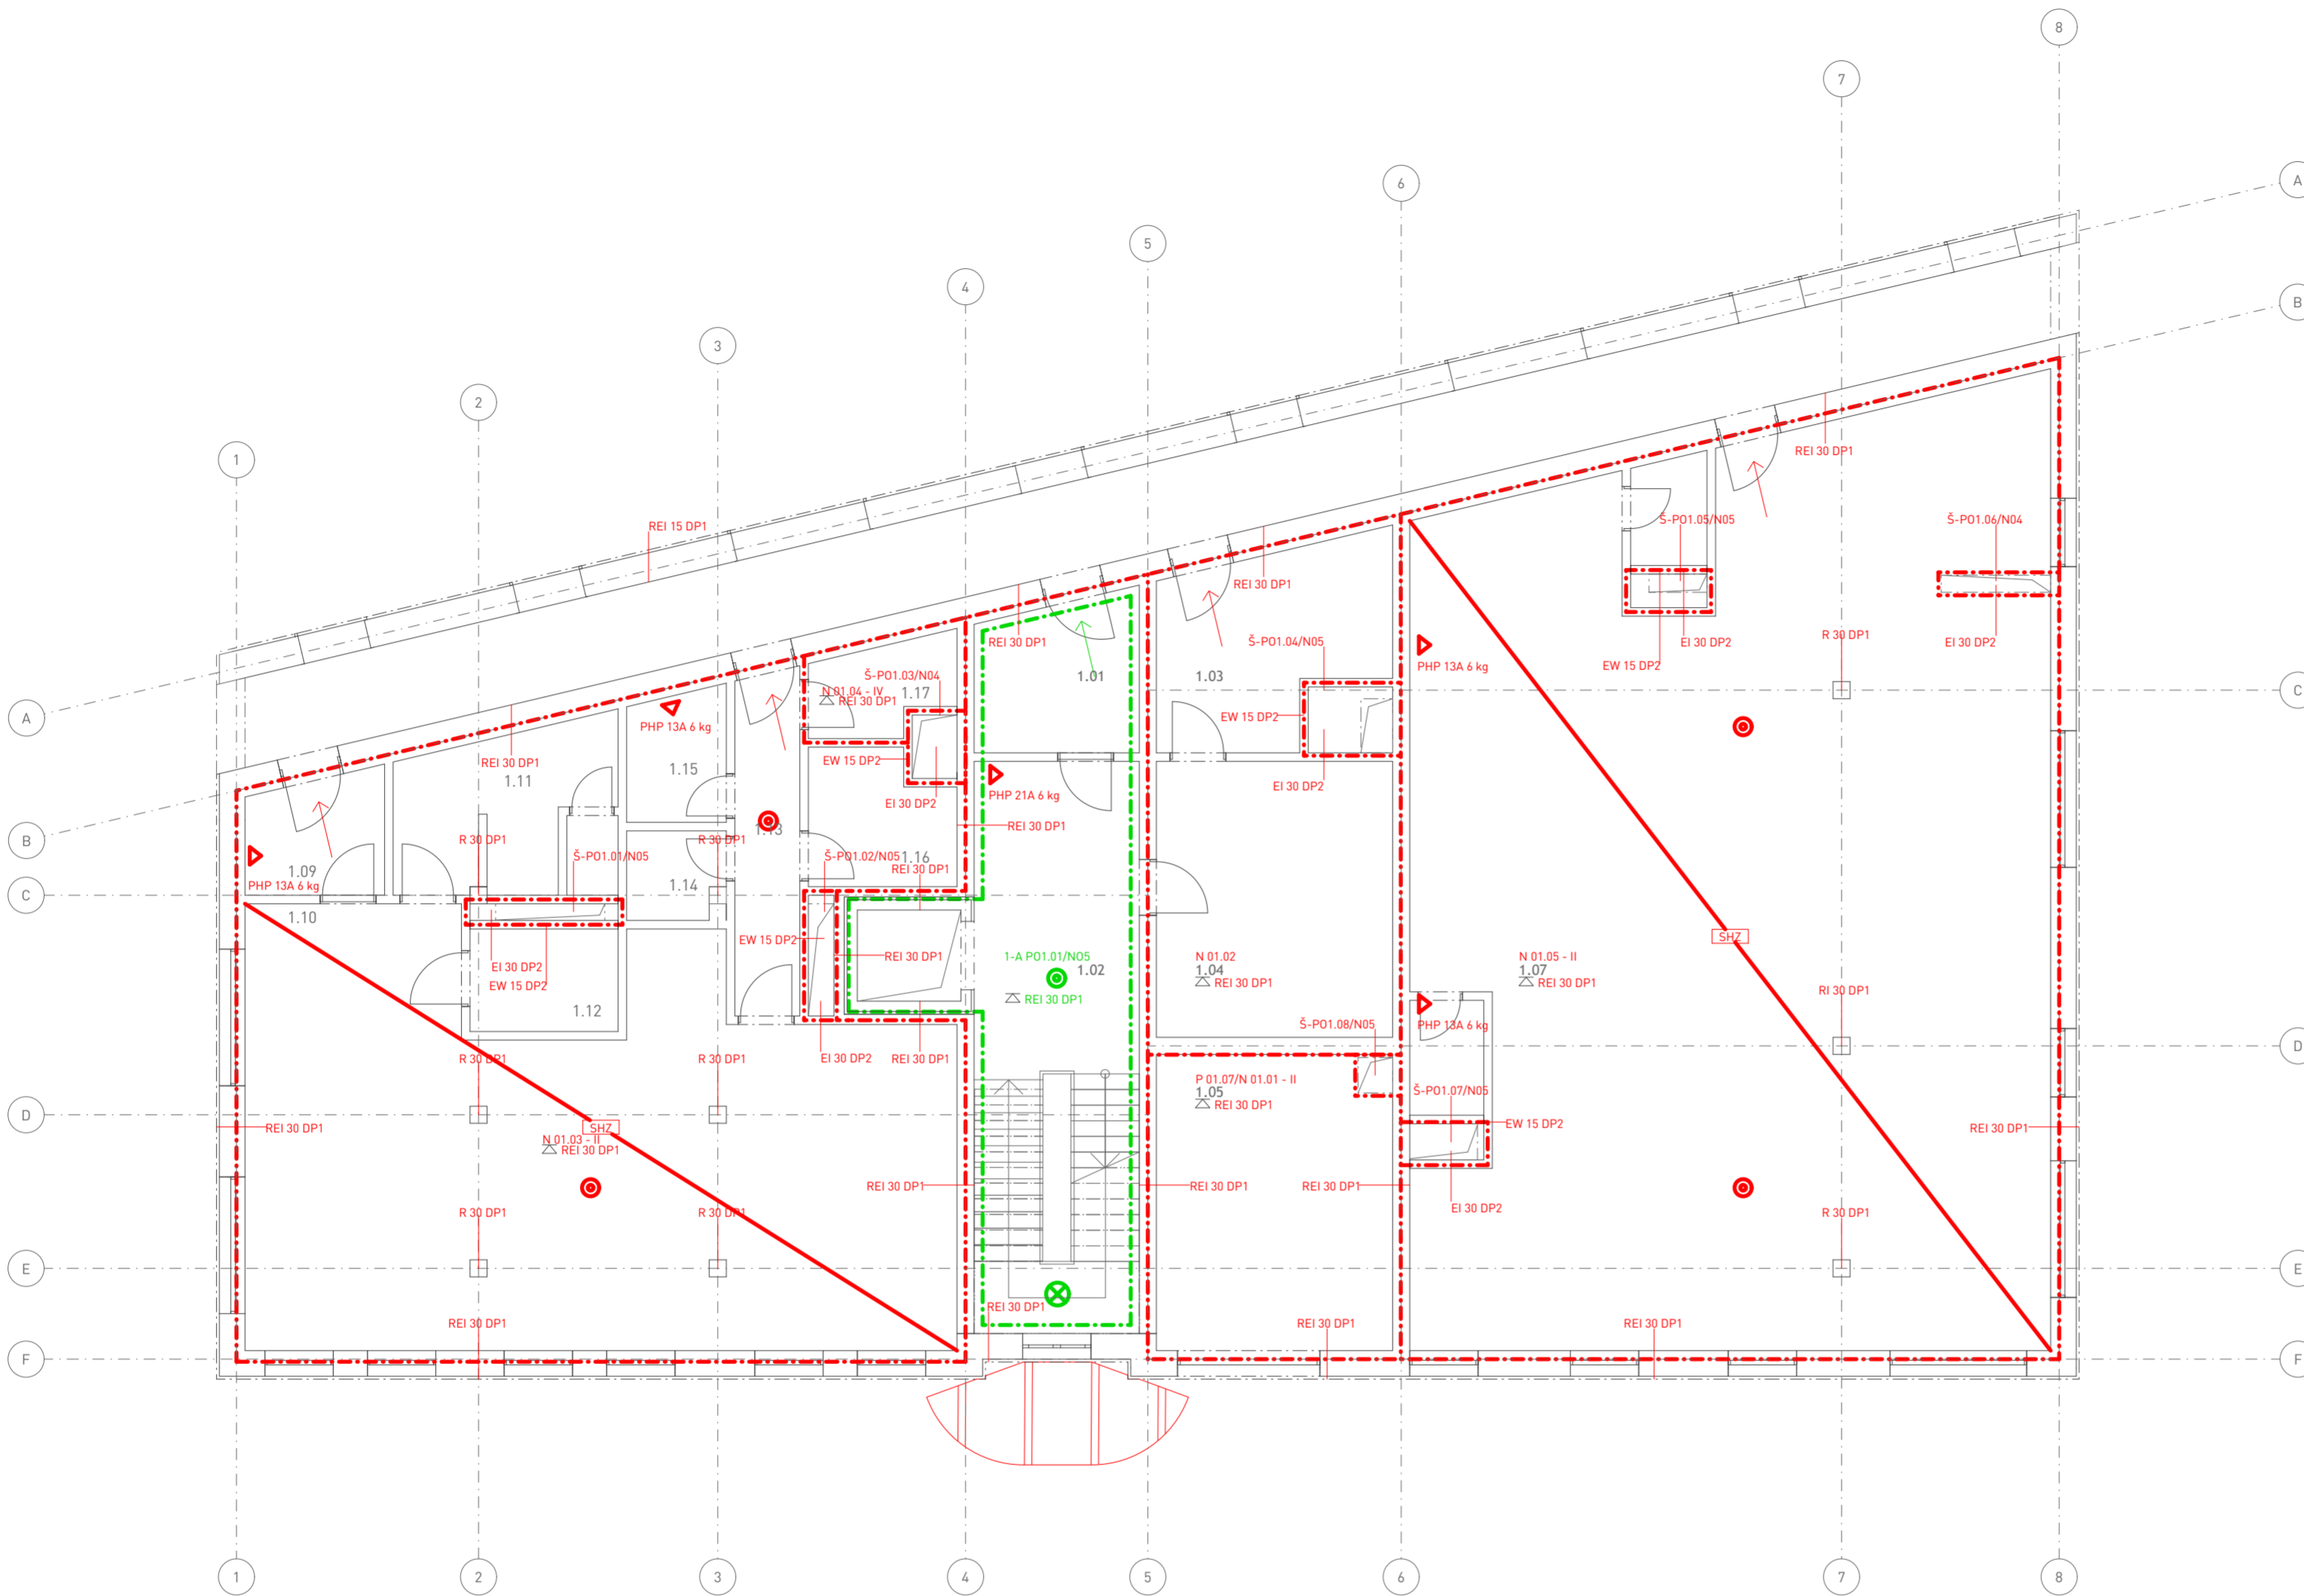 8
7
A
6
5
4
B
3
2
1
REI 15 DP1
REI 30 DP1
Š-PO1.05/N05
Š-PO1.06/N04
R 30 DP1
EI 30 DP2
EI 30 DP2
EW 15 DP2
PHP 13A 6 kg
REI 30 DP1
Š-PO1.04/N05
REI 30 DP1
1.01
1.03
Š-PO1.03/N04
N 01.04 - IV
1.17
REI 30 DP1
C
A
EW 15 DP2
PHP 13A 6 kg
REI 30 DP1
EW 15 DP2
1.15
1.11
EI 30 DP2
PHP 21A 6 kg
EI 30 DP2
REI 30 DP1
1.13
B
R 30 DP1
R 30 DP1
Š-PO1.01/N05
Š-PO1.02/N05
1.16
REI 30 DP1
1.09
PHP 13A 6 kg
1.14
C
1.10
EW 15 DP2
SHZ
REI 30 DP1
1-A PO1.01/NO5
N 01.02
N 01.05 - II
EI 30 DP2
1.02
1.04
1.07
EW 15 DP2
REI 30 DP1
REI 30 DP1
REI 30 DP1
RI 30 DP1
1.12
Š-PO1.08/N05
PHP 13A 6 kg
D
R 30 DP1
R 30 DP1
EI 30 DP2
REI 30 DP1
P 01.07/N 01.01 - II
1.05
REI 30 DP1
Š-PO1.07/N05
D
REI 30 DP1
SHZ
N 01.03 - II
REI 30 DP1
EW 15 DP2
REI 30 DP1
REI 30 DP1
REI 30 DP1
REI 30 DP1
R 30 DP1
R 30 DP1
EI 30 DP2
R 30 DP1
E
E
REI 30 DP1
REI 30 DP1
REI 30 DP1
REI 30 DP1
F
F
1
2
3
4
5
6
7
8